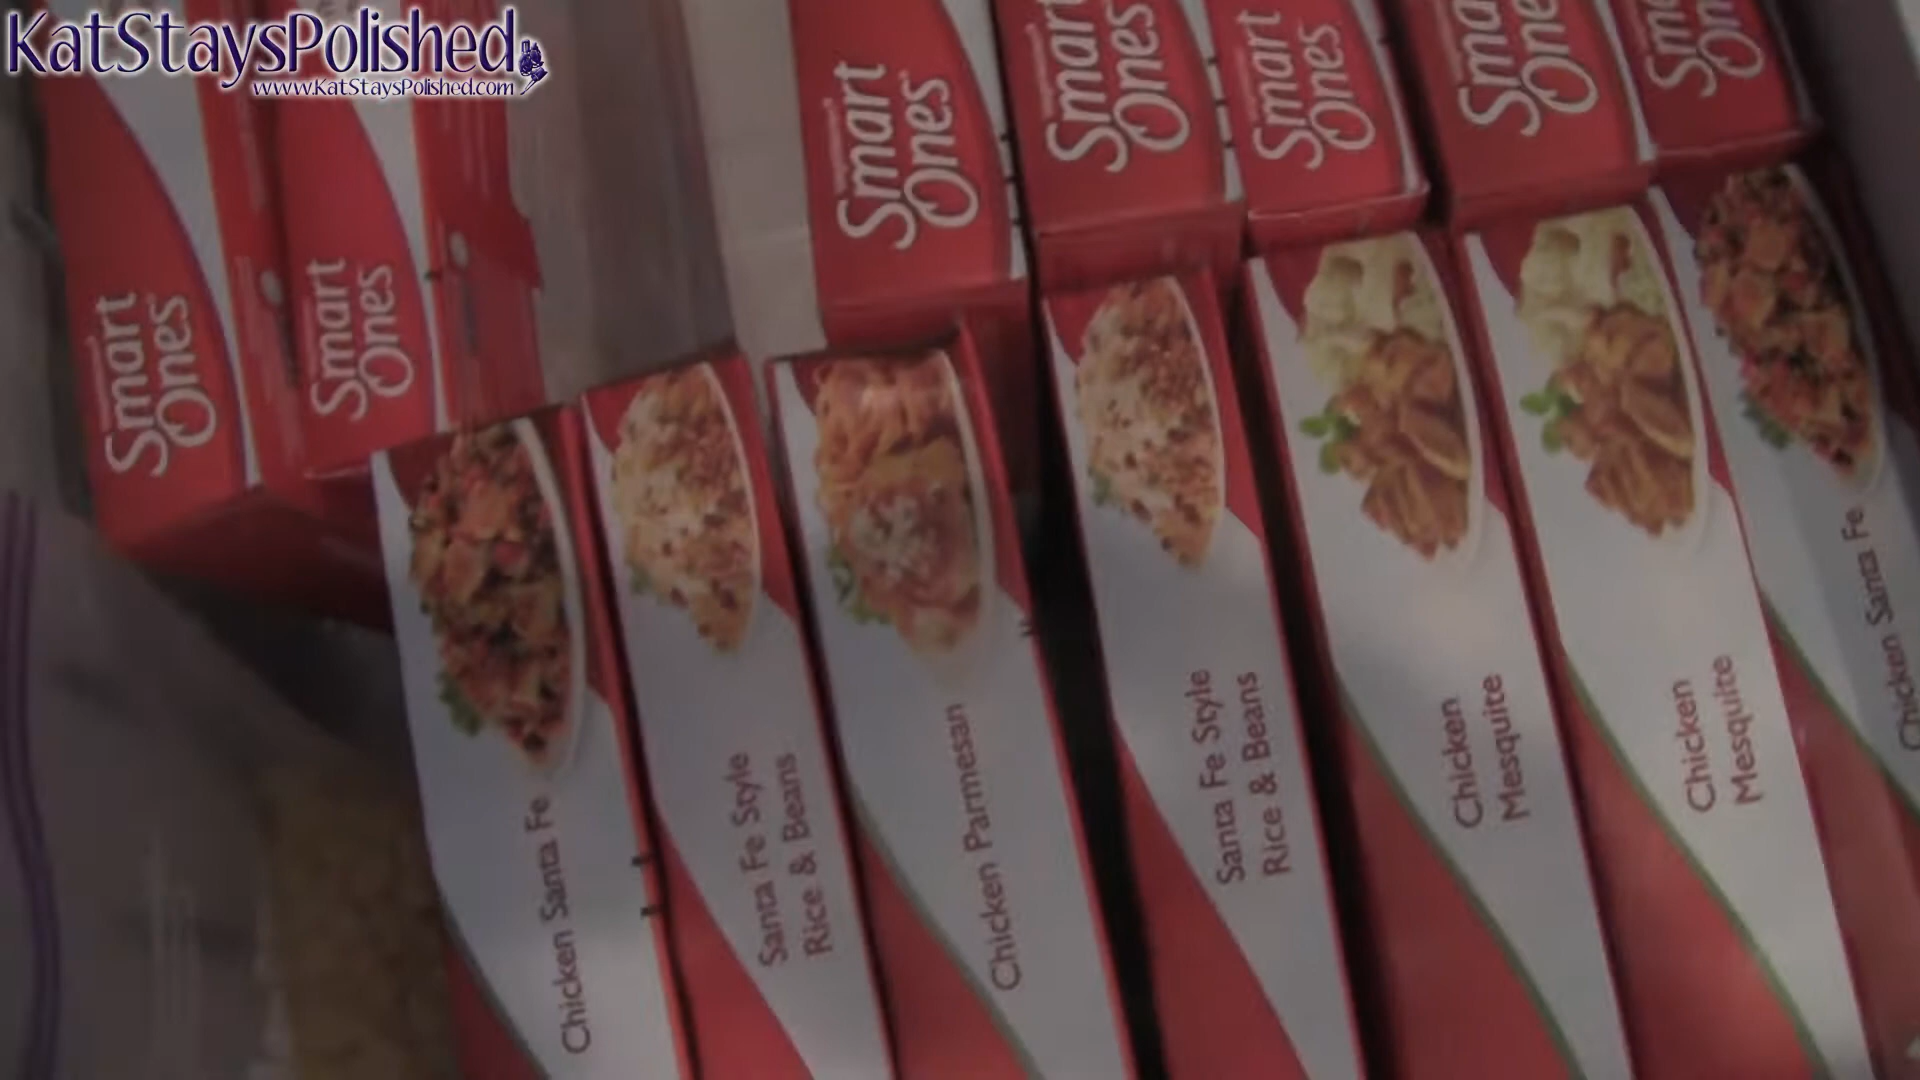 KatStaysPolished
www.KatStaysPolished.com
Smart
Ones
Smart
Ones
Smart
Ones
Smart
Ones
Smart
Ones
Smart
Ones
Chicken Santa Fe
Santa Fe Style
Rice & Beans
Chicken Parmesan
Santa Fe Style
Rice & Beans
Chicken
Mesquite
Chicken
Mesquite
Chicken Santa Fe